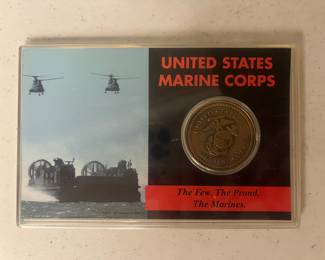 UNITED STATES
MARINE CORPS
The Few, The Proud,
The Marines.